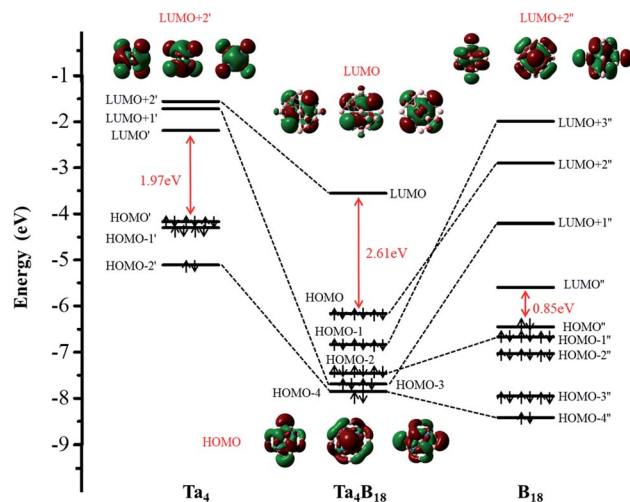 LUMO+2'
LUMO+2"
LUMO
Energy (eV)
-1
-2
-3
-4
-5
-6
-7
-8
-9
LUMO+2'
LUMO+1'
LUMO'
1.97eV
HOMO'
HOMO-1'
HOMO-2'
LUMO
2.61eV
HOMO
HOMO-1
HOMO-2
HOMO-3
HOMO-4
LUMO+3"
LUMO+2"
LUMO+1"
LUMO"
0.85eV
HOMO"
HOMO-1"
HOMO-2"
HOMO-3"
HOMO-4"
HOMO
Ta₄
Ta₄B₁₈
B₁₈